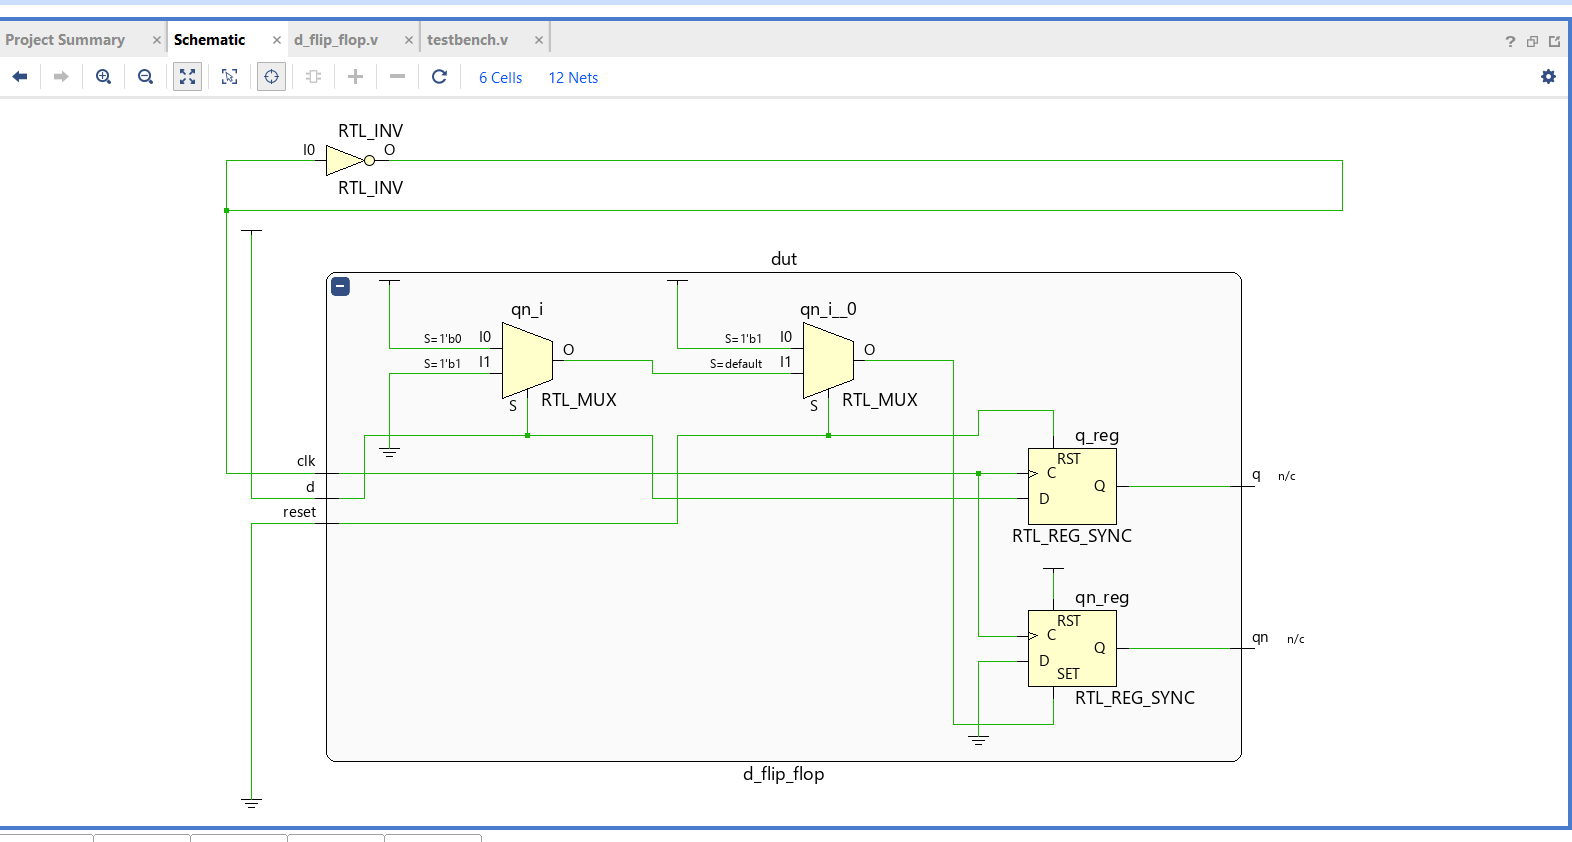 Project Summary × Schematic × d_flip_flop.v × testbench.v ×
?
6 Cells 12 Nets
RTL_INV
I0 O
RTL_INV
dut
qn_i qn_i__0
S=1'b0 I0 S=1'b1 I0
O O
S=1'b1 I1 S=default I1
S RTL_MUX S RTL_MUX
q_reg
clk RST
C q n/c
d D Q
reset
RTL_REG_SYNC
qn_reg
RST
C qn n/c
D Q
SET
RTL_REG_SYNC
d_flip_flop